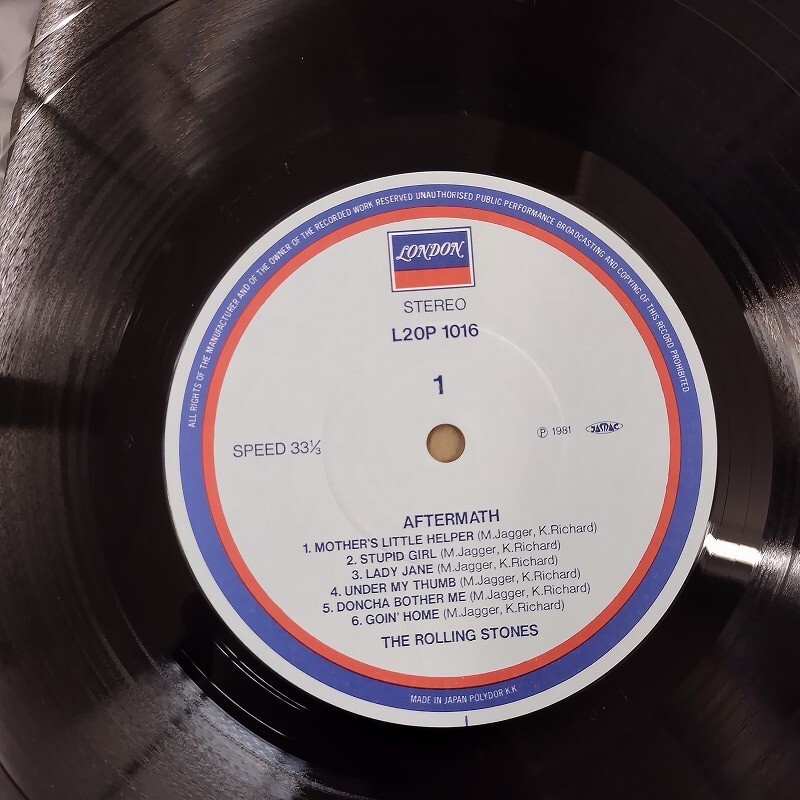 ALL RIGHTS OF THE MANUFACTURER AND OF THE OWNER OF THE RECORDED WORK RESERVED UNAUTHORISED PUBLIC PERFORMANCE BROADCASTING AND COPYING OF THIS RECORD PROHIBITED
LONDON
STEREO
L20P 1016
1
SPEED 33⅓
℗ 1981 JASRAC
AFTERMATH
1. MOTHER'S LITTLE HELPER (M.Jagger, K.Richard)
2. STUPID GIRL (M.Jagger, K.Richard)
3. LADY JANE (M.Jagger, K.Richard)
4. UNDER MY THUMB (M.Jagger, K.Richard)
5. DONCHA BOTHER ME (M.Jagger, K.Richard)
6. GOIN' HOME (M.Jagger, K.Richard)
THE ROLLING STONES
MADE IN JAPAN POLYDOR K.K